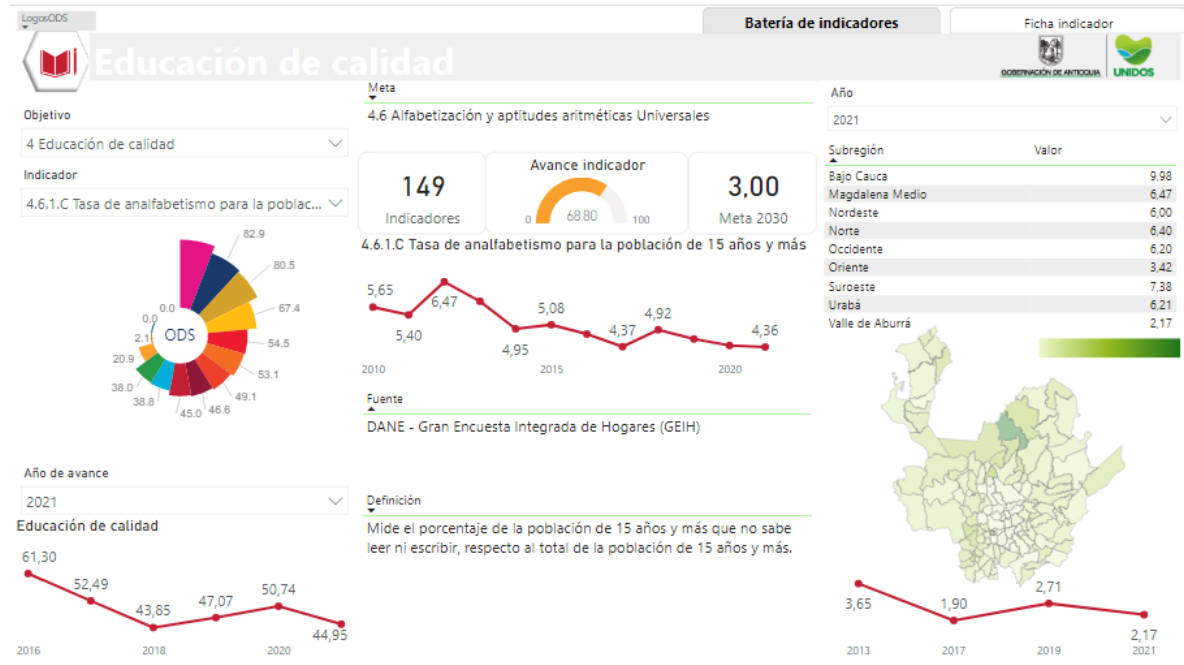 LogosODS
Batería de indicadores
Ficha indicador
Educación de calidad
GOBERNACIÓN DE ANTIOQUIA
UNIDOS
Objetivo
4 Educación de calidad
Indicador
4.6.1.C Tasa de analfabetismo para la poblac...
82.9
80.5
67.4
54.5
53.1
49.1
46.6
45.0
38.8
38.0
20.9
2.1
0.0
0.0
ODS
Año de avance
2021
Educación de calidad
61,30
52,49
43,85
47,07
50,74
44,95
2016
2018
2020
Meta
4.6 Alfabetización y aptitudes aritméticas Universales
149
Indicadores
Avance indicador
0
68.80
100
3,00
Meta 2030
4.6.1.C Tasa de analfabetismo para la población de 15 años y más
5,65
5,40
6,47
4,95
5,08
4,37
4,92
4,36
2010
2015
2020
Fuente
DANE - Gran Encuesta Integrada de Hogares (GEIH)
Definición
Mide el porcentaje de la población de 15 años y más que no sabe
leer ni escribir, respecto al total de la población de 15 años y más.
Año
2021
Subregión Valor
Bajo Cauca 9,98
Magdalena Medio 6,47
Nordeste 6,00
Norte 6,40
Occidente 6,20
Oriente 3,42
Suroeste 7,38
Urabá 6,21
Valle de Aburrá 2,17
3,65
1,90
2,71
2,17
2013
2017
2019
2021